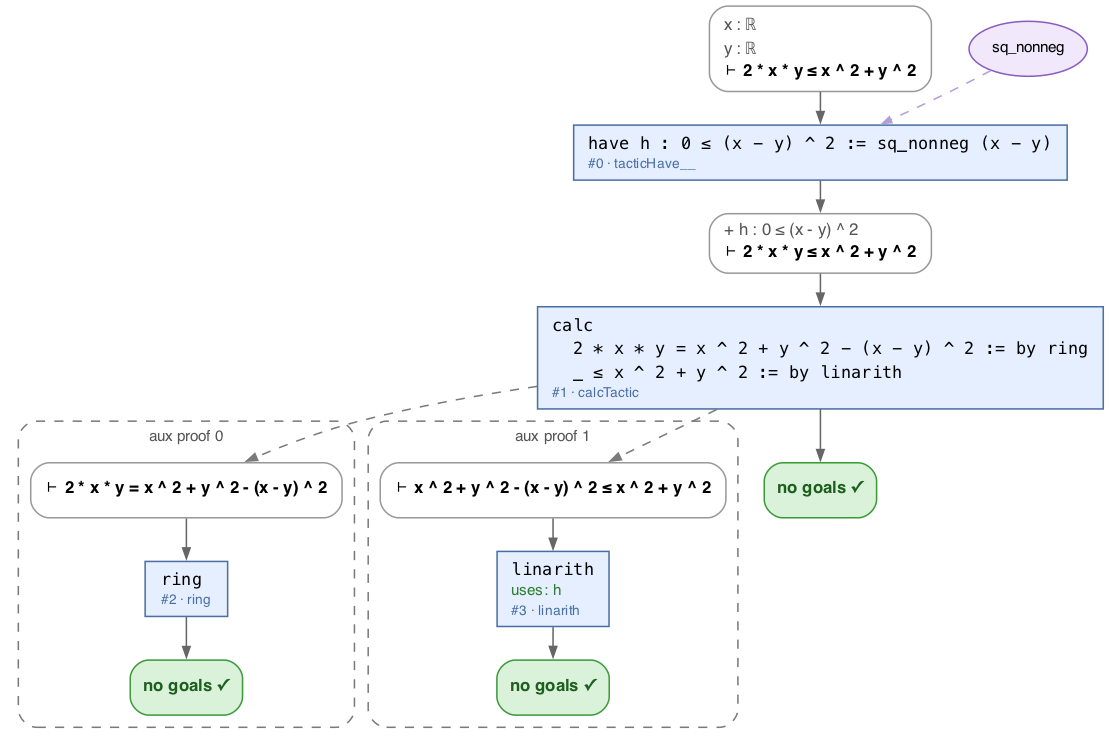 x : ℝ
y : ℝ
⊢ 2 * x * y ≤ x ^ 2 + y ^ 2
sq_nonneg
have h : 0 ≤ (x − y) ^ 2 := sq_nonneg (x − y)
#0 · tacticHave__
+ h : 0 ≤ (x - y) ^ 2
⊢ 2 * x * y ≤ x ^ 2 + y ^ 2
calc
2 * x * y = x ^ 2 + y ^ 2 − (x − y) ^ 2 := by ring
_ ≤ x ^ 2 + y ^ 2 := by linarith
#1 · calcTactic
aux proof 0
⊢ 2 * x * y = x ^ 2 + y ^ 2 - (x - y) ^ 2
ring
#2 · ring
no goals ✓
aux proof 1
⊢ x ^ 2 + y ^ 2 - (x - y) ^ 2 ≤ x ^ 2 + y ^ 2
linarith
uses: h
#3 · linarith
no goals ✓
no goals ✓